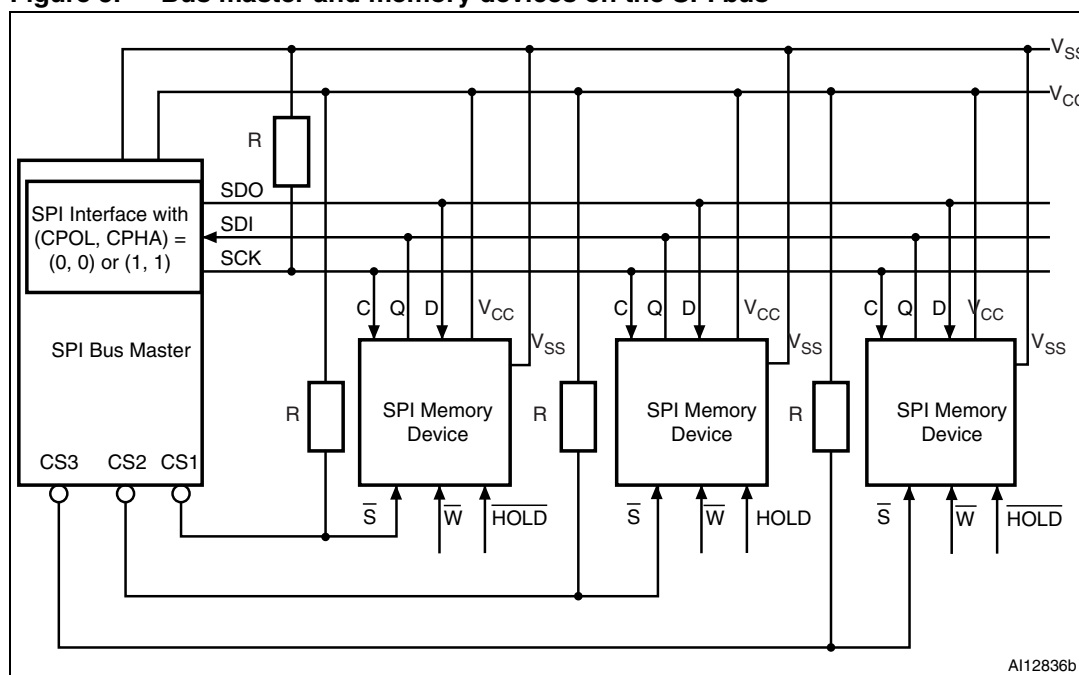 Figure 3. Bus master and memory devices on the SPI bus
VSS
VCC
R
SDO
SPI Interface with
(CPOL, CPHA) =
(0, 0) or (1, 1)
SDI
SCK
SPI Bus Master
C Q D VCC VSS
C Q D VCC VSS
C Q D VCC VSS
R
SPI Memory
Device
R
SPI Memory
Device
R
SPI Memory
Device
CS3 CS2 CS1
S̅ W̅ H̅O̅L̅D̅
S̅ W̅ HOLD
S̅ W̅ H̅O̅L̅D̅
AI12836b